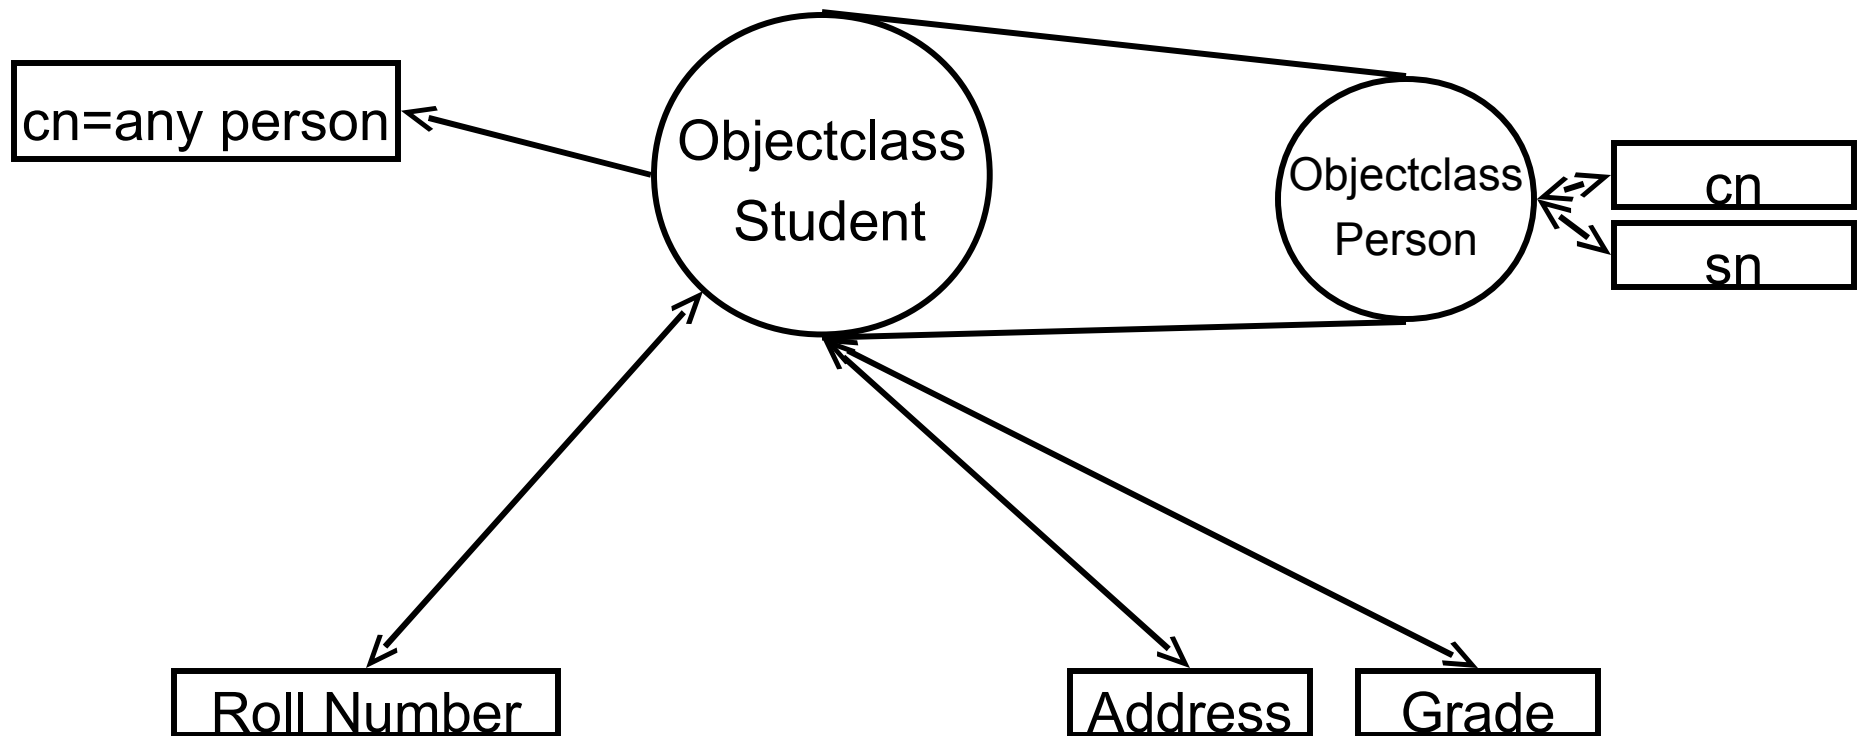 cn=any person
Objectclass
Student
Objectclass
Person
cn
sn
Roll Number
Address
Grade